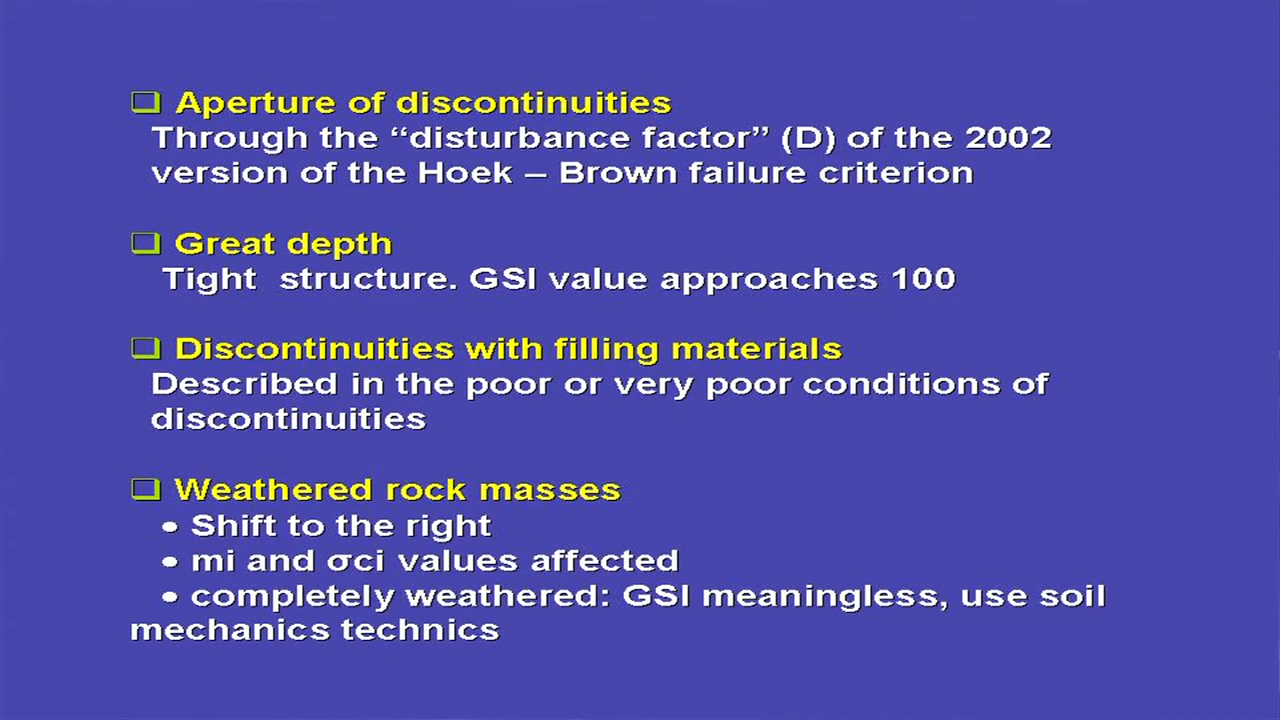 ❑ Aperture of discontinuities
Through the “disturbance factor” (D) of the 2002
version of the Hoek – Brown failure criterion
❑ Great depth
Tight structure. GSI value approaches 100
❑ Discontinuities with filling materials
Described in the poor or very poor conditions of
discontinuities
❑ Weathered rock masses
• Shift to the right
• mi and σci values affected
• completely weathered: GSI meaningless, use soil
mechanics technics